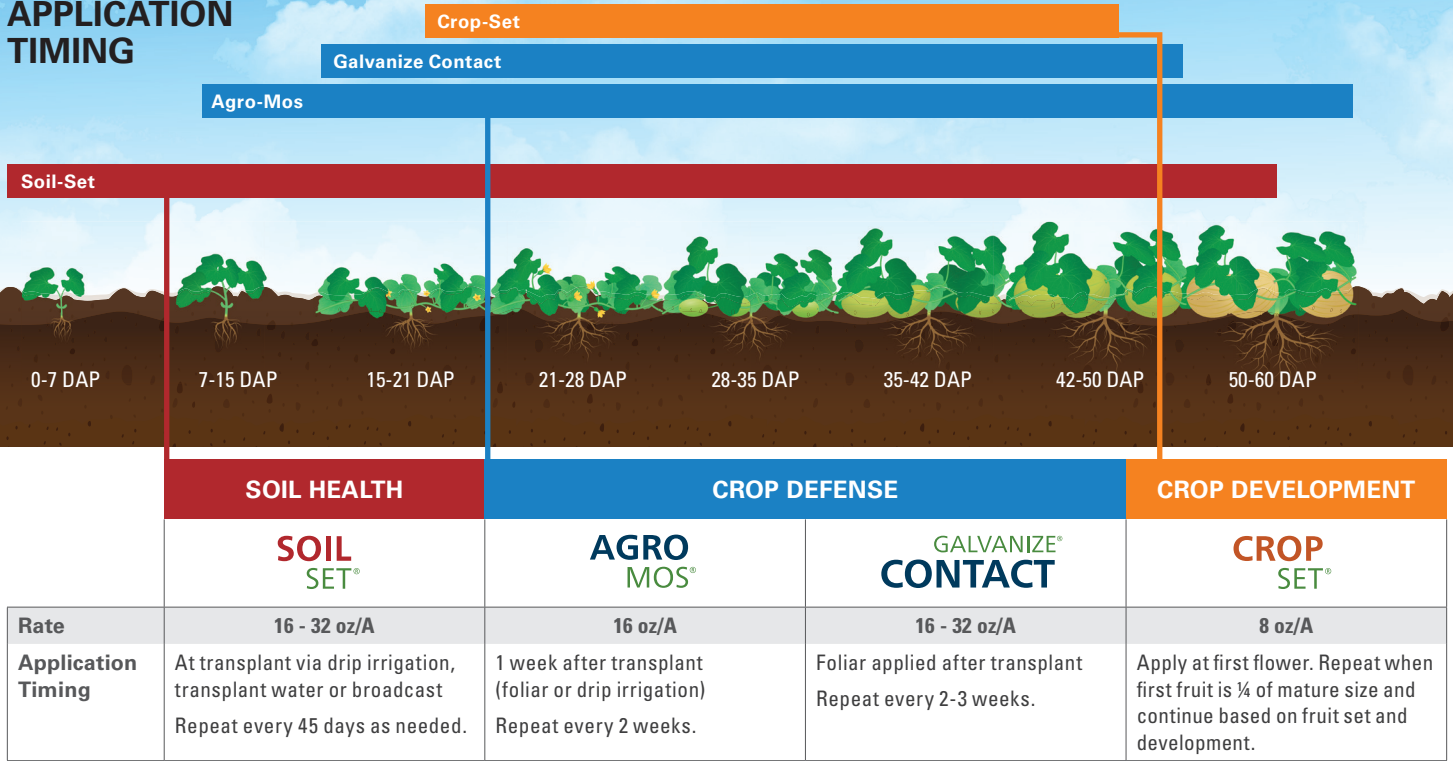 APPLICATION
TIMING
Crop-Set
Galvanize Contact
Agro-Mos
Soil-Set
0-7 DAP
7-15 DAP
15-21 DAP
21-28 DAP
28-35 DAP
35-42 DAP
42-50 DAP
50-60 DAP
SOIL HEALTH
CROP DEFENSE
CROP DEVELOPMENT
SOIL
SET®
AGRO
MOS®
GALVANIZE®
CONTACT
CROP
SET®
Rate
16 - 32 oz/A
16 oz/A
16 - 32 oz/A
8 oz/A
Application
Timing
At transplant via drip irrigation,
transplant water or broadcast
Repeat every 45 days as needed.
1 week after transplant
(foliar or drip irrigation)
Repeat every 2 weeks.
Foliar applied after transplant
Repeat every 2-3 weeks.
Apply at first flower. Repeat when
first fruit is ¼ of mature size and
continue based on fruit set and
development.